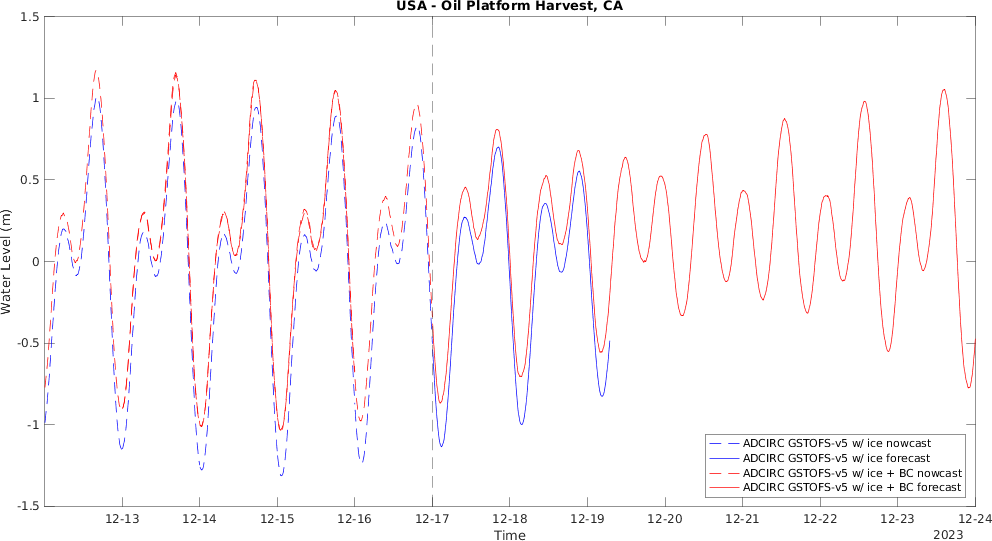 USA - Oil Platform Harvest, CA
1.5
1
0.5
0
-0.5
-1
-1.5
Water Level (m)
ADCIRC GSTOFS-v5 w/ ice nowcast
ADCIRC GSTOFS-v5 w/ ice forecast
ADCIRC GSTOFS-v5 w/ ice + BC nowcast
ADCIRC GSTOFS-v5 w/ ice + BC forecast
12-13 12-14 12-15 12-16 12-17 12-18 12-19 12-20 12-21 12-22 12-23 12-24
Time
2023